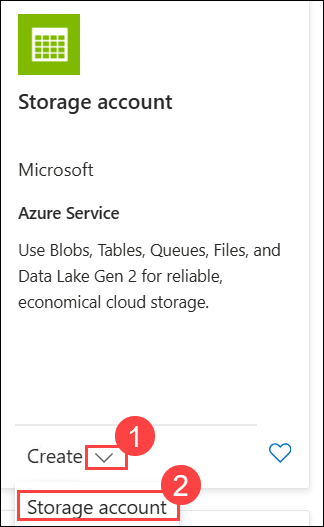 Storage account
Microsoft
Azure Service
Use Blobs, Tables, Queues, Files, and
Data Lake Gen 2 for reliable,
economical cloud storage.
1
Create
2
Storage account